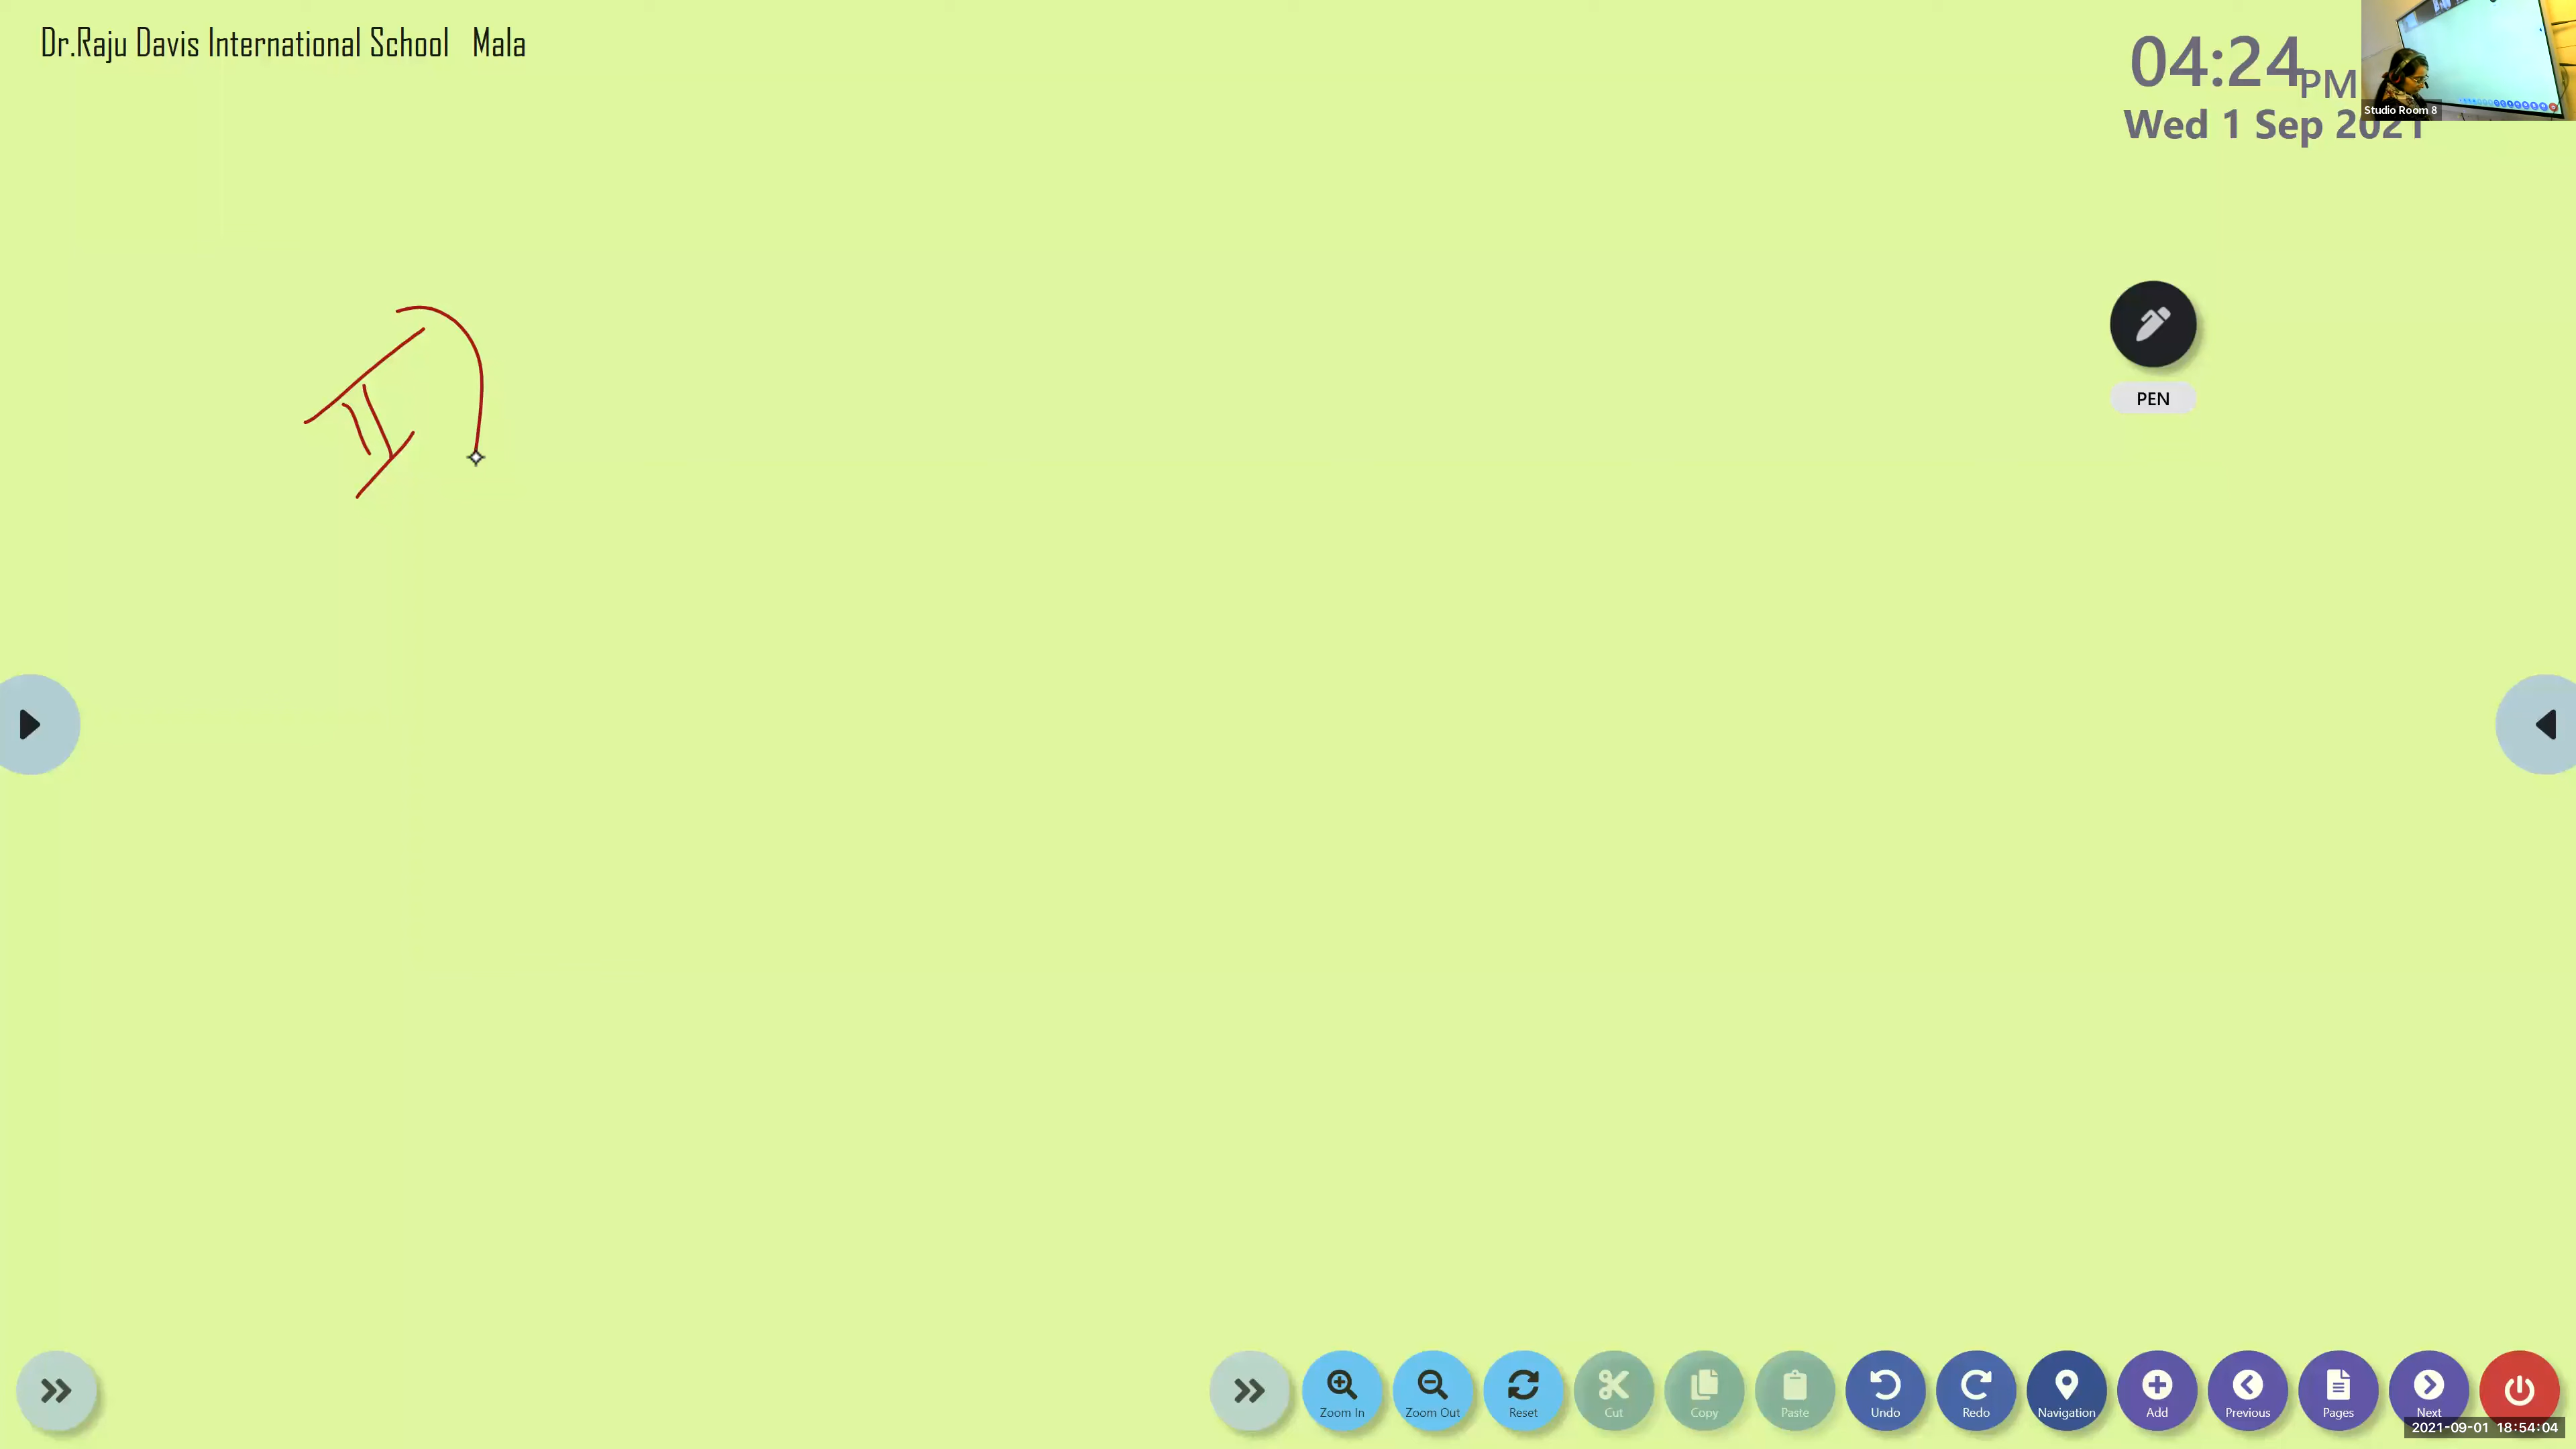 Dr.Raju Davis International School Mala
04:24PM
Wed 1 Sep 2021
Studio Room 8
PEN
Zoom In
Zoom Out
Reset
Cut
Copy
Paste
Undo
Redo
Navigation
Add
Previous
Pages
Next
2021-09-01 18:54:04